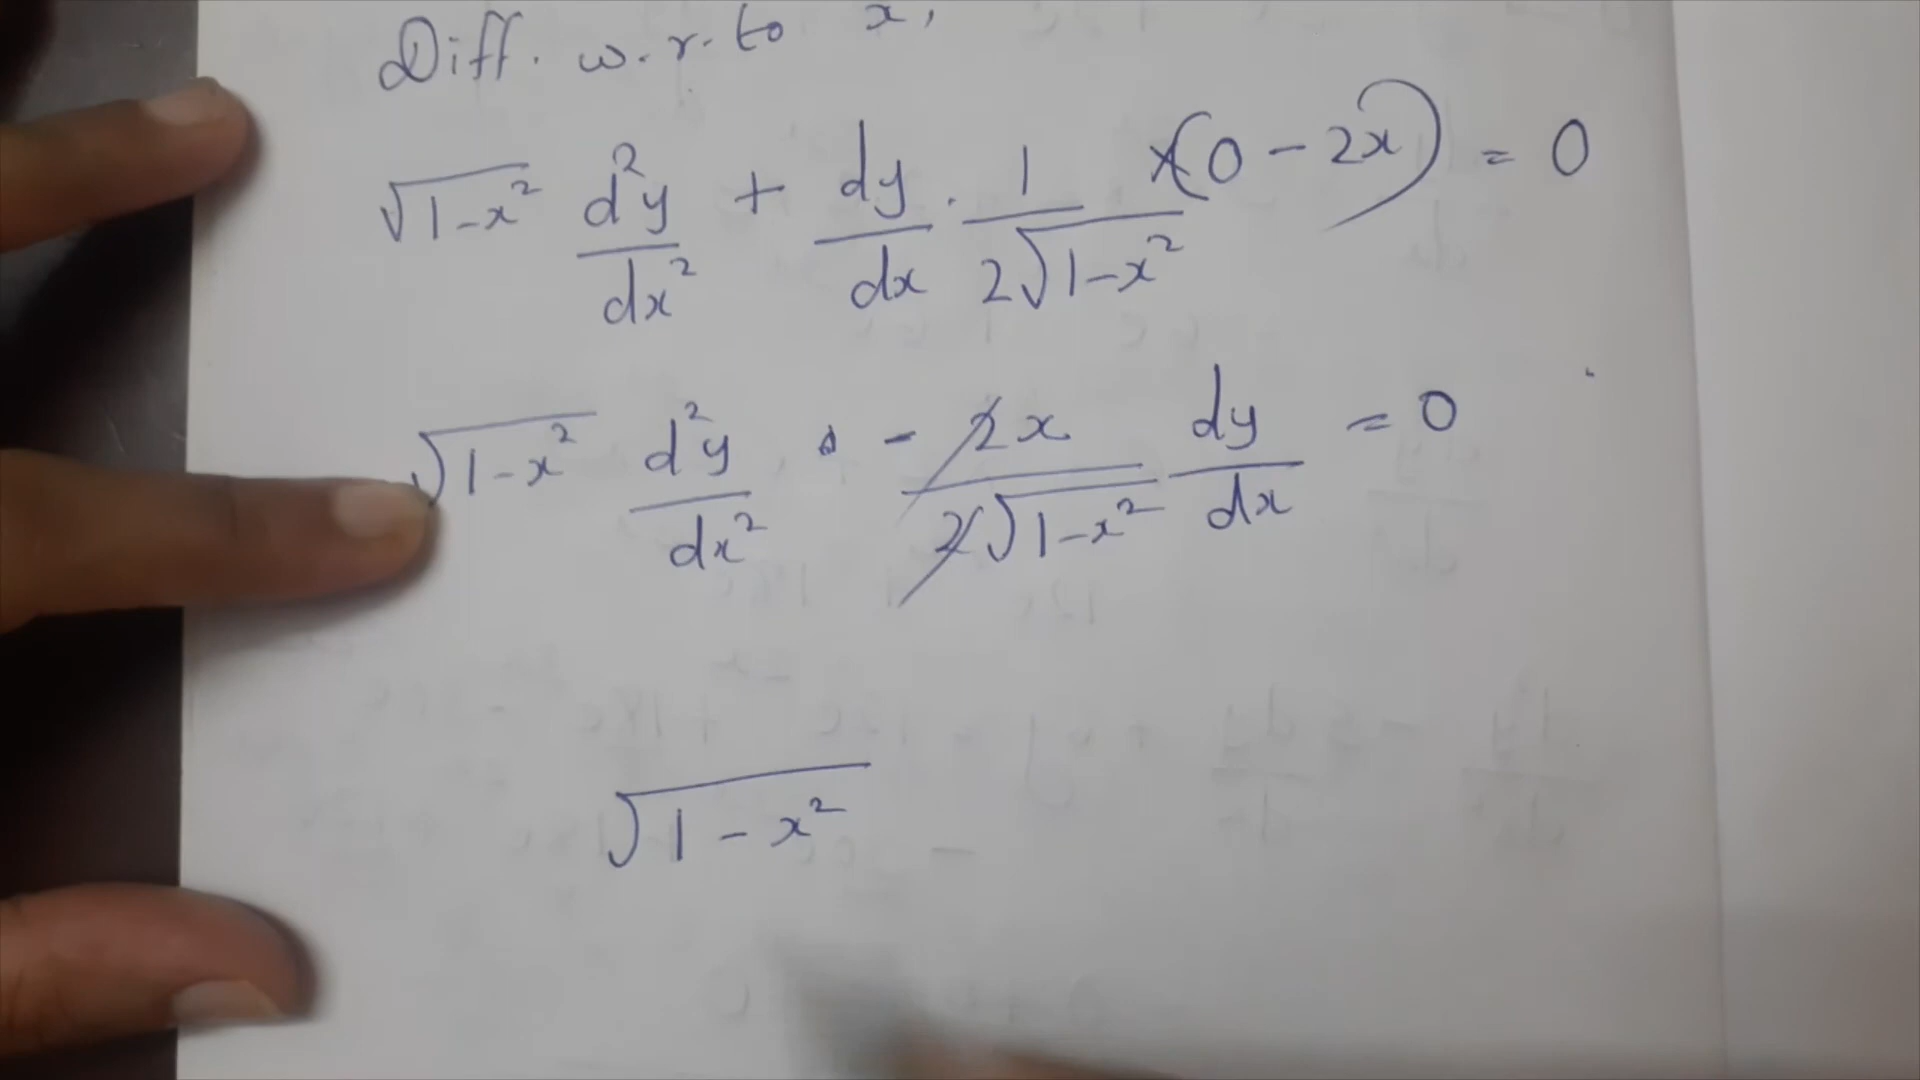 Diff. w.r.to x,
√(1-x²) d²y/dx² + dy/dx . 1/(2√(1-x²)) ×(0 - 2x) = 0
√(1-x²) d²y/dx² - 2x/(2√(1-x²)) dy/dx = 0
√(1-x²)